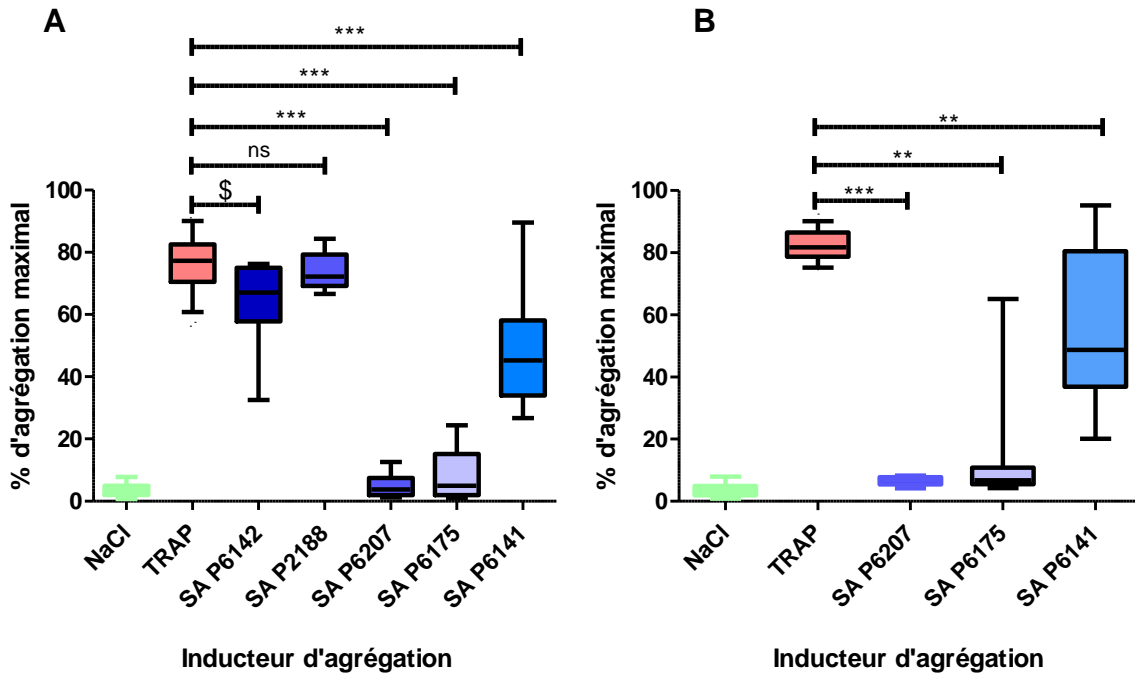 A
B
***
***
***
ns
$
**
**
***
% d'agrégation maximal
100
80
60
40
20
0
NaCl
TRAP
SA P6142
SA P2188
SA P6207
SA P6175
SA P6141
Inducteur d'agrégation
% d'agrégation maximal
100
80
60
40
20
0
NaCl
TRAP
SA P6207
SA P6175
SA P6141
Inducteur d'agrégation